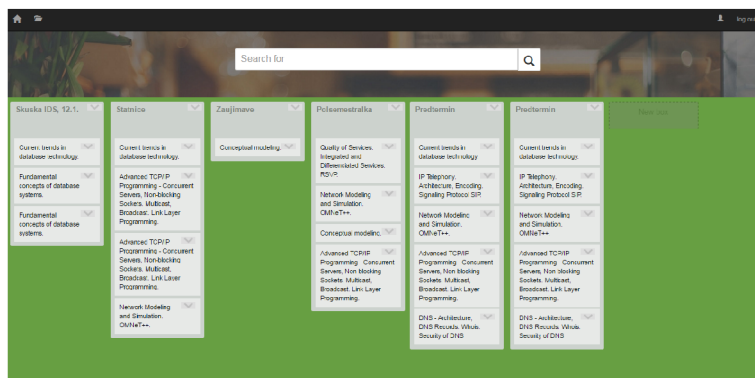 Search for
Skuska IDS, 12.1.
Current trends in
database technology.
Fundamental
concepts of database
systems.
Fundamental
concepts of database
systems.
Statnice
Current trends in
database technology.
Advanced TCP/IP
Programming - Concurrent
Servers, Non-blocking
Sockets. Multicast,
Broadcast. Link Layer
Programming.
Advanced TCP/IP
Programming - Concurrent
Servers, Non-blocking
Sockets. Multicast,
Broadcast. Link Layer
Programming.
Network Modeling
and Simulation.
OMNeT++.
Zaujimave
Conceptual modeling.
Polsemestralka
Quality of Services.
Integrated and
Differentiated Services.
RSVP.
Network Modeling
and Simulation.
OMNeT++.
Conceptual modeling.
Advanced TCP/IP
Programming Concurrent
Servers, Non blocking
Sockets. Multicast,
Broadcast. Link Layer
Programming.
Predtermin
Current trends in
database technology
IP Telephony.
Architecture, Encoding.
Signaling Protocol SIP.
Network Modeling
and Simulation.
OMNeT++
Advanced TCP/IP
Programming Concurrent
Servers, Non blocking
Sockets. Multicast,
Broadcast. Link Layer
Programming.
DNS - Architecture,
DNS Records. Whois.
Security of DNS
Predtermin
Current trends in
database technology.
IP Telephony.
Architecture, Encoding.
Signaling Protocol SIP.
Network Modeling
and Simulation.
OMNeT++
Advanced TCP/IP
Programming Concurrent
Servers, Non blocking
Sockets. Multicast,
Broadcast. Link Layer
Programming.
DNS - Architecture,
DNS Records. Whois.
Security of DNS